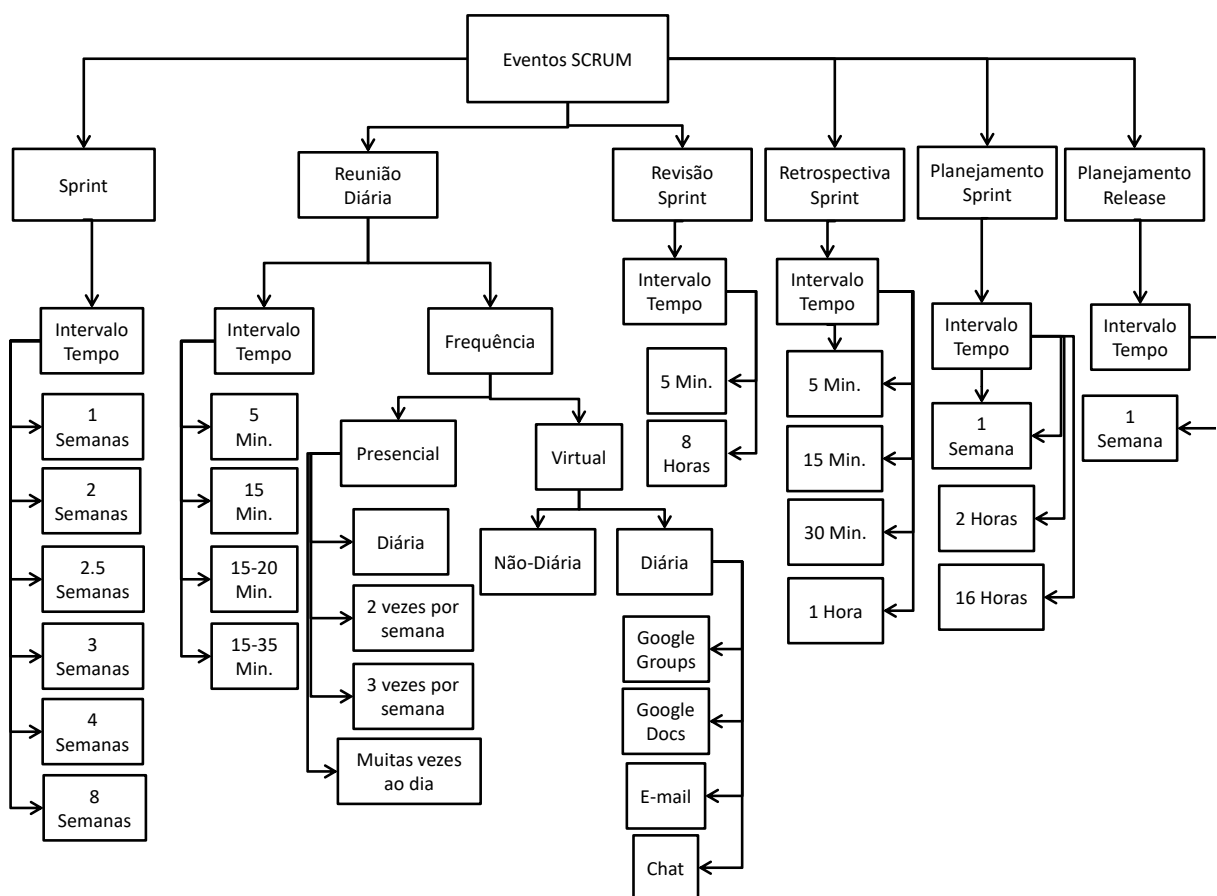 Eventos SCRUM
Sprint
Reunião
Diária
Revisão
Sprint
Retrospectiva
Sprint
Planejamento
Sprint
Planejamento
Release
Intervalo
Tempo
1
Semanas
2
Semanas
2.5
Semanas
3
Semanas
4
Semanas
8
Semanas
Intervalo
Tempo
5
Min.
15
Min.
15-20
Min.
15-35
Min.
Frequência
Presencial
Diária
2 vezes por
semana
3 vezes por
semana
Muitas vezes
ao dia
Virtual
Não-Diária
Diária
Google
Groups
Google
Docs
E-mail
Chat
Intervalo
Tempo
5 Min.
8
Horas
Intervalo
Tempo
5 Min.
15 Min.
30 Min.
1 Hora
Intervalo
Tempo
1
Semana
2 Horas
16 Horas
Intervalo
Tempo
1
Semana